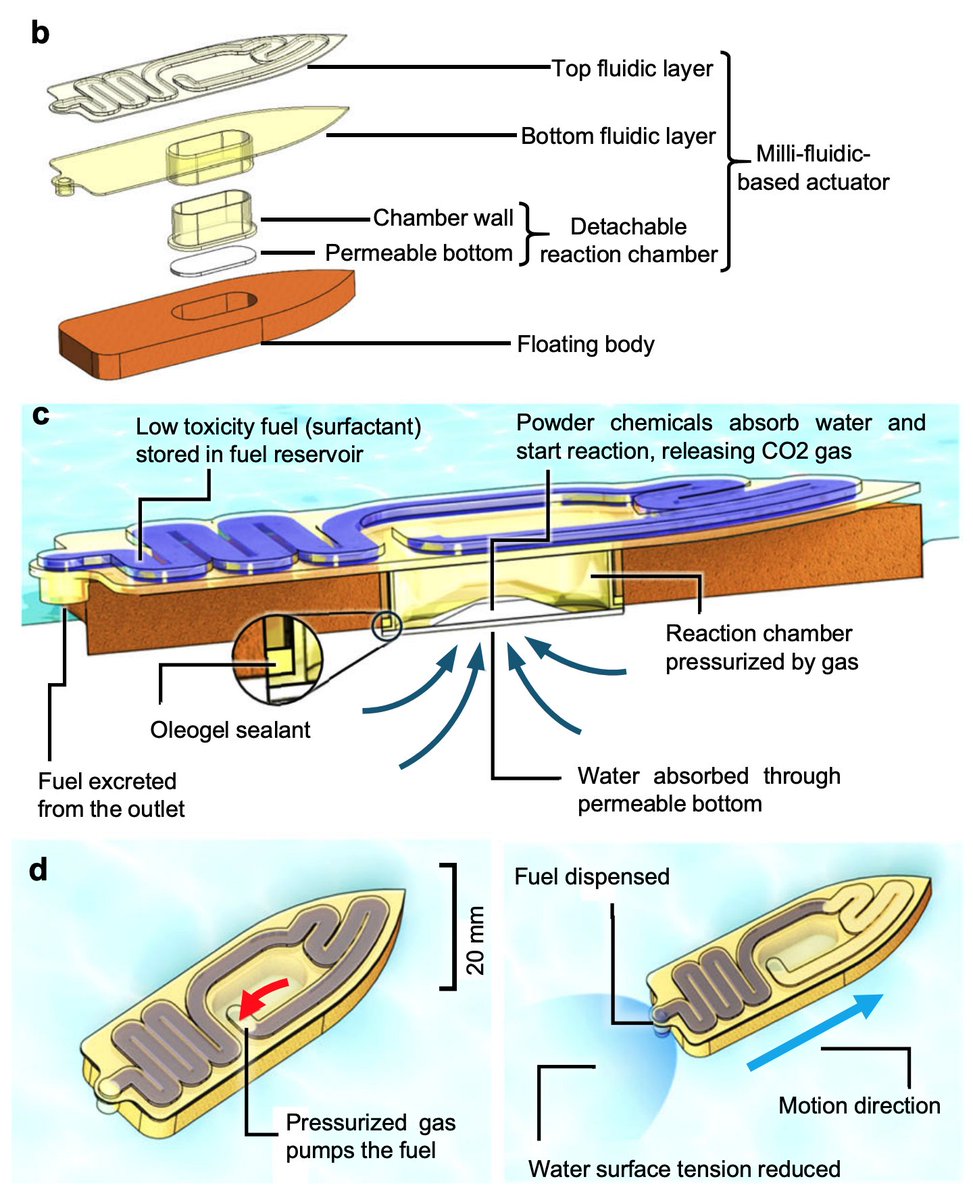 b
Top fluidic layer
Bottom fluidic layer
Milli-fluidic-
based actuator
Chamber wall
Permeable bottom
Detachable
reaction chamber
Floating body
c
Low toxicity fuel (surfactant)
stored in fuel reservoir
Powder chemicals absorb water and
start reaction, releasing CO2 gas
Reaction chamber
pressurized by gas
Oleogel sealant
Fuel excreted
from the outlet
Water absorbed through
permeable bottom
d
20 mm
Pressurized gas
pumps the fuel
Fuel dispensed
Motion direction
Water surface tension reduced